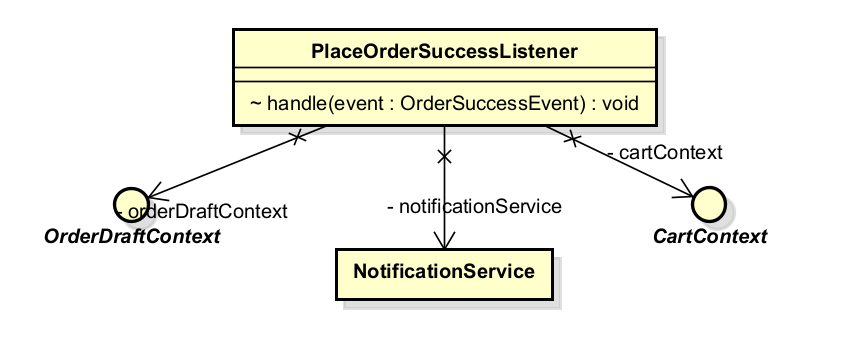 PlaceOrderSuccessListener
~ handle(event : OrderSuccessEvent) : void
- cartContext
- orderDraftContext
- notificationService
OrderDraftContext
CartContext
NotificationService